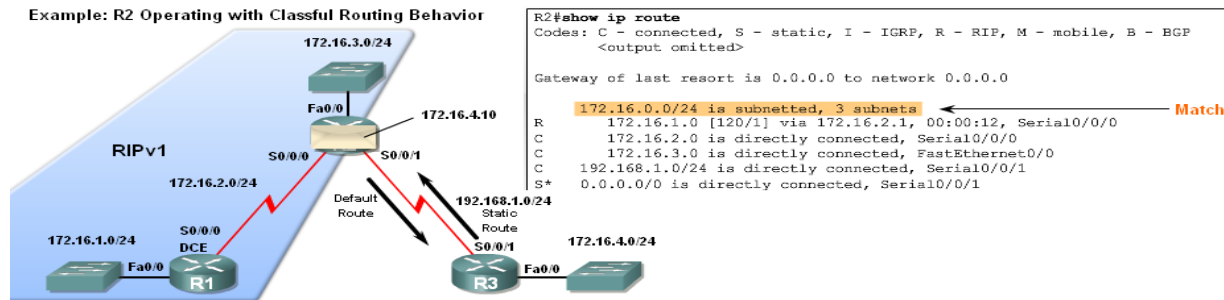 Example: R2 Operating with Classful Routing Behavior
172.16.3.0/24
Fa0/0
172.16.4.10
RIPv1
S0/0/0
S0/0/1
172.16.2.0/24
Default
Route
192.168.1.0/24
Static
Route
S0/0/0
DCE
S0/0/1
172.16.1.0/24
172.16.4.0/24
Fa0/0
R1
R3
Fa0/0
R2#show ip route
Codes: C - connected, S - static, I - IGRP, R - RIP, M - mobile, B - BGP
<output omitted>
Gateway of last resort is 0.0.0.0 to network 0.0.0.0
172.16.0.0/24 is subnetted, 3 subnets
Match
R 172.16.1.0 [120/1] via 172.16.2.1, 00:00:12, Serial0/0/0
C 172.16.2.0 is directly connected, Serial0/0/0
C 172.16.3.0 is directly connected, FastEthernet0/0
C 192.168.1.0/24 is directly connected, Serial0/0/1
S* 0.0.0.0/0 is directly connected, Serial0/0/1